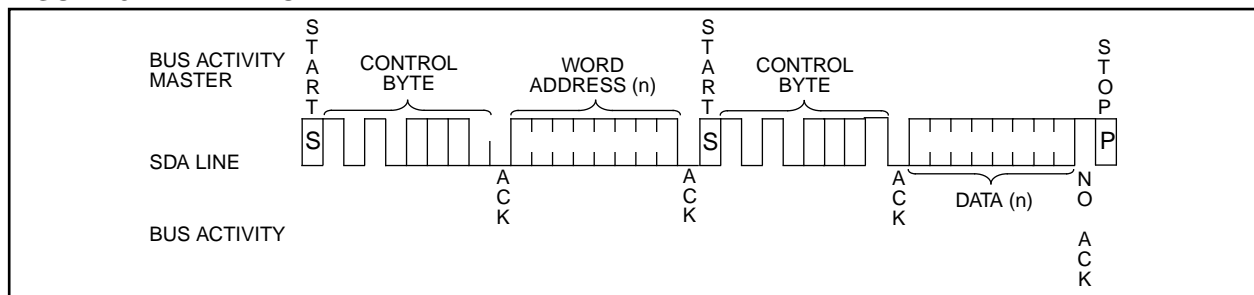 BUS ACTIVITY
MASTER
START
CONTROL
BYTE
WORD
ADDRESS (n)
START
CONTROL
BYTE
STOP
SDA LINE
S
S
P
ACK
ACK
ACK
DATA (n)
NO ACK
BUS ACTIVITY